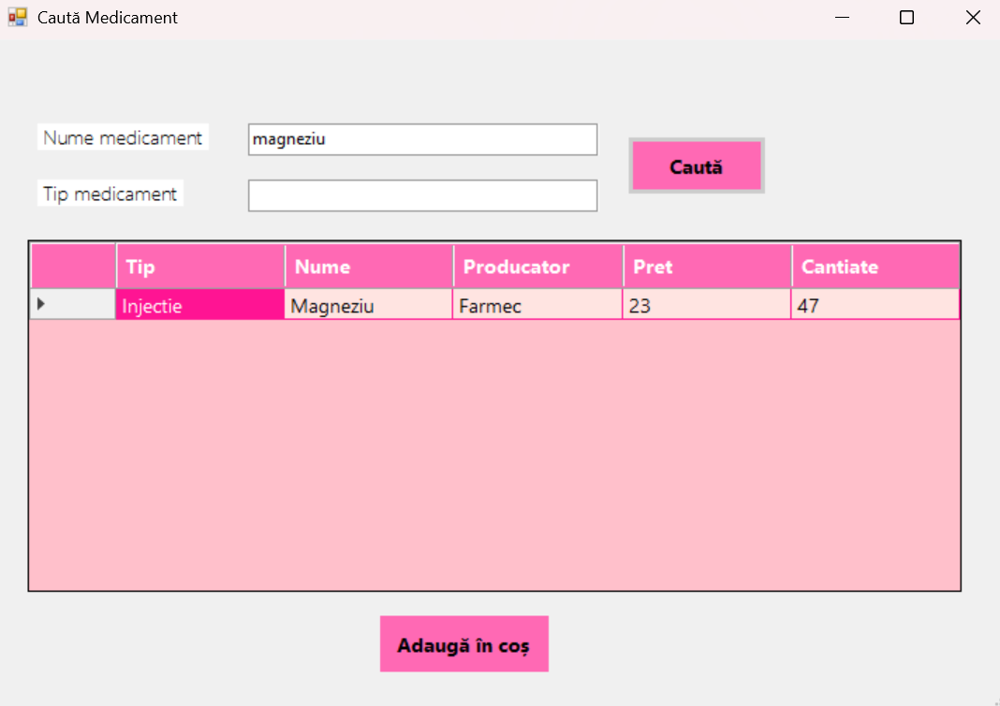 Caută Medicament
Nume medicament magneziu
Caută
Tip medicament
Tip Nume Producator Pret Cantiate
Injectie Magneziu Farmec 23 47
Adaugă în coș